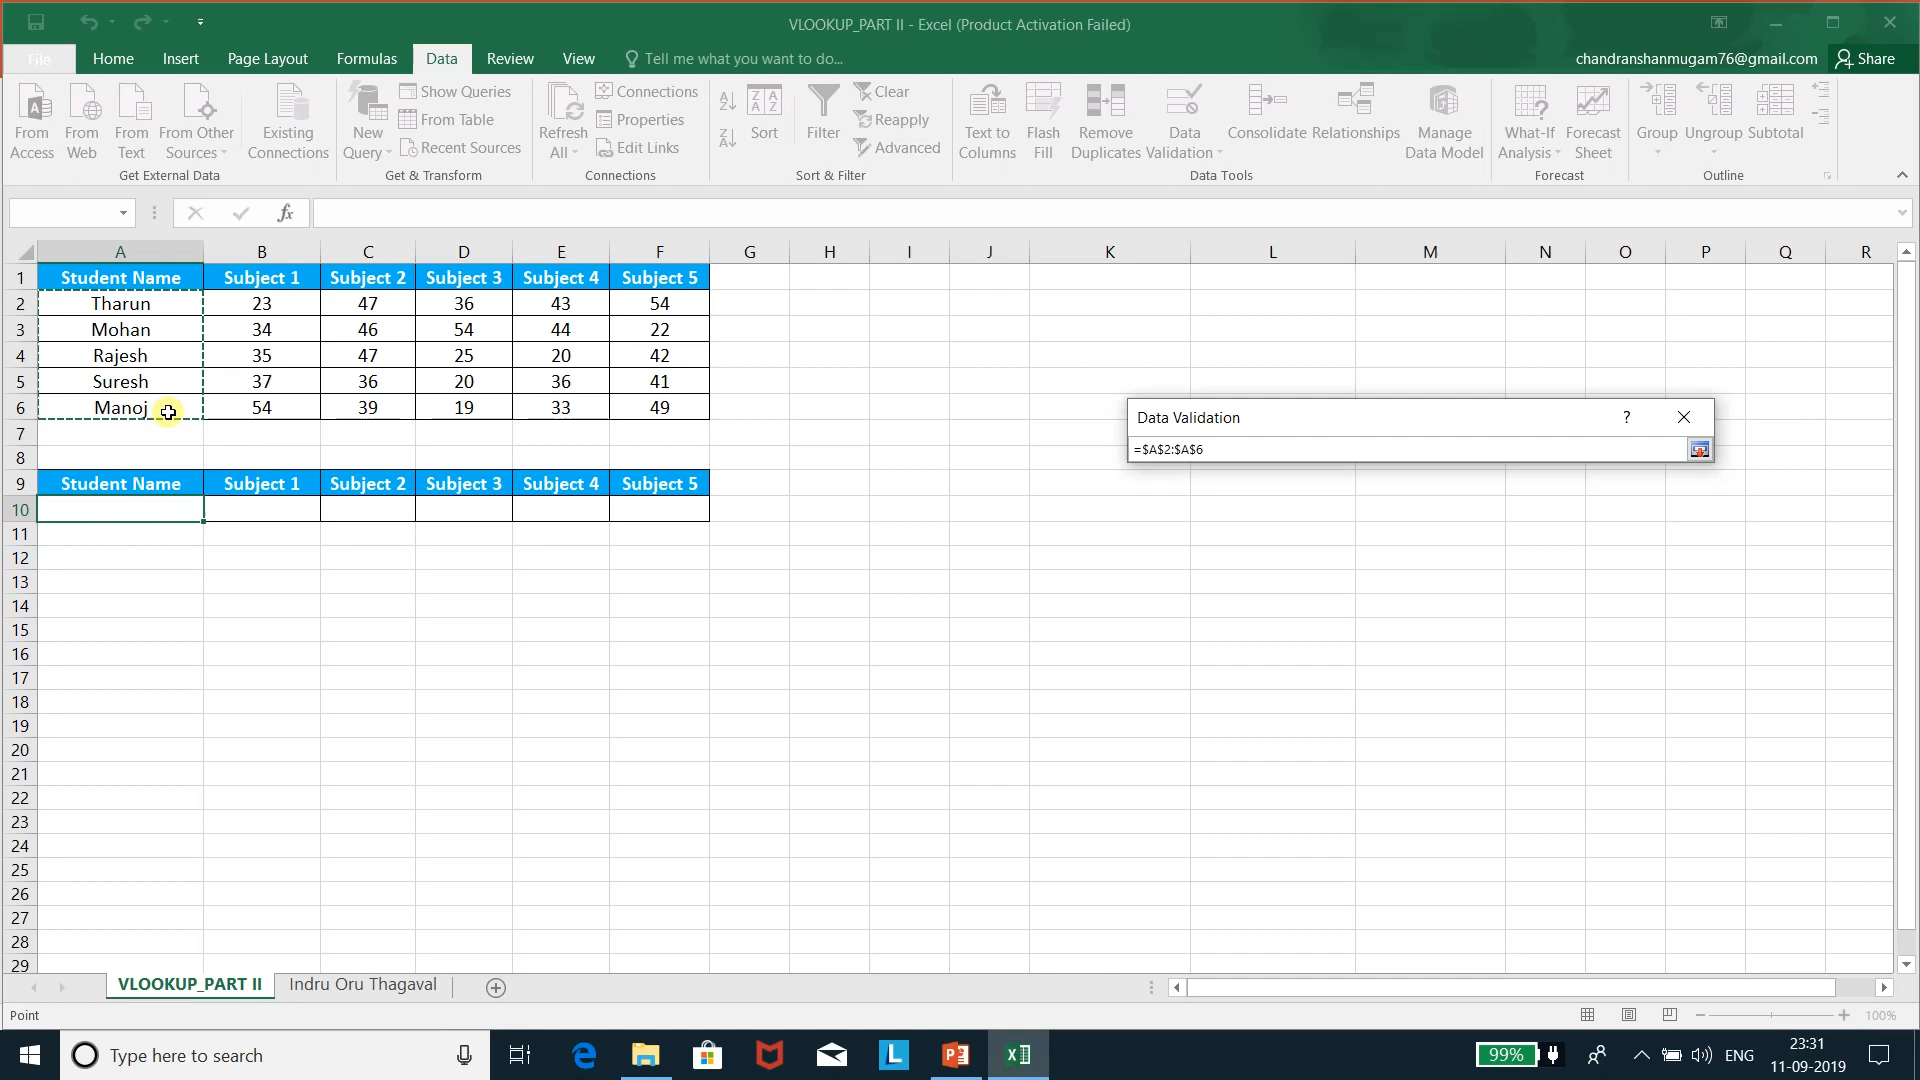 VLOOKUP_PART II - Excel (Product Activation Failed)
File Home Insert Page Layout Formulas Data Review View Tell me what you want to do... chandranshanmugam76@gmail.com Share
From Access
From Web
From Text
From Other Sources
Existing Connections
Get External Data
New Query
Show Queries
From Table
Recent Sources
Get & Transform
Refresh All
Connections
Properties
Edit Links
Connections
Sort
Filter
Clear
Reapply
Advanced
Sort & Filter
Text to Columns
Flash Fill
Remove Duplicates
Data Validation
Consolidate
Relationships
Manage Data Model
Data Tools
What-If Analysis
Forecast Sheet
Forecast
Group
Ungroup
Subtotal
Outline
fx
A B C D E F G H I J K L M N O P Q R
1 Student Name Subject 1 Subject 2 Subject 3 Subject 4 Subject 5
2 Tharun 23 47 36 43 54
3 Mohan 34 46 54 44 22
4 Rajesh 35 47 25 20 42
5 Suresh 37 36 20 36 41
6 Manoj 54 39 19 33 49
7
8
9 Student Name Subject 1 Subject 2 Subject 3 Subject 4 Subject 5
10
11
12
13
14
15
16
17
18
19
20
21
22
23
24
25
26
27
28
29
Data Validation ?
=$A$2:$A$6
VLOOKUP_PART II Indru Oru Thagaval
Point 100%
Type here to search
99% ENG 23:31
11-09-2019